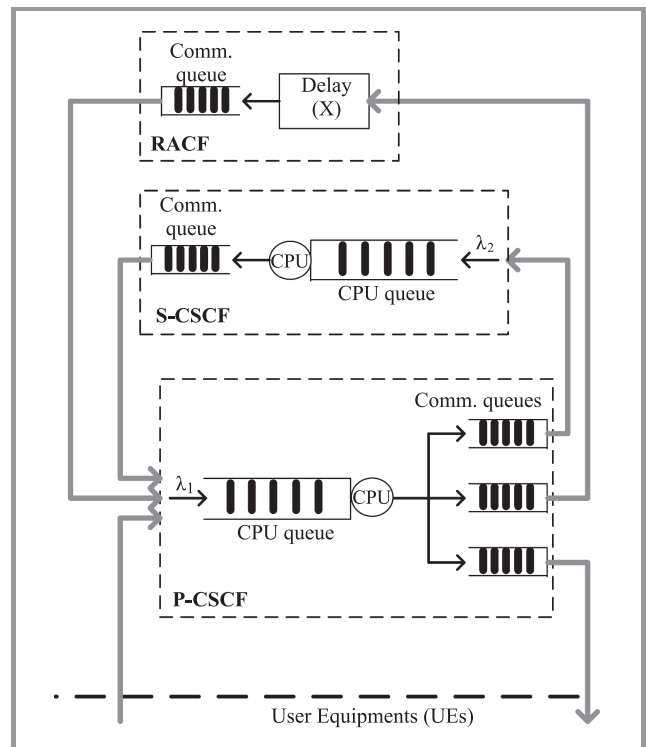 Comm.
queue
Delay
(X)
RACF
Comm.
queue
λ2
CPU
CPU queue
S-CSCF
Comm. queues
λ1
CPU
CPU queue
P-CSCF
User Equipments (UEs)